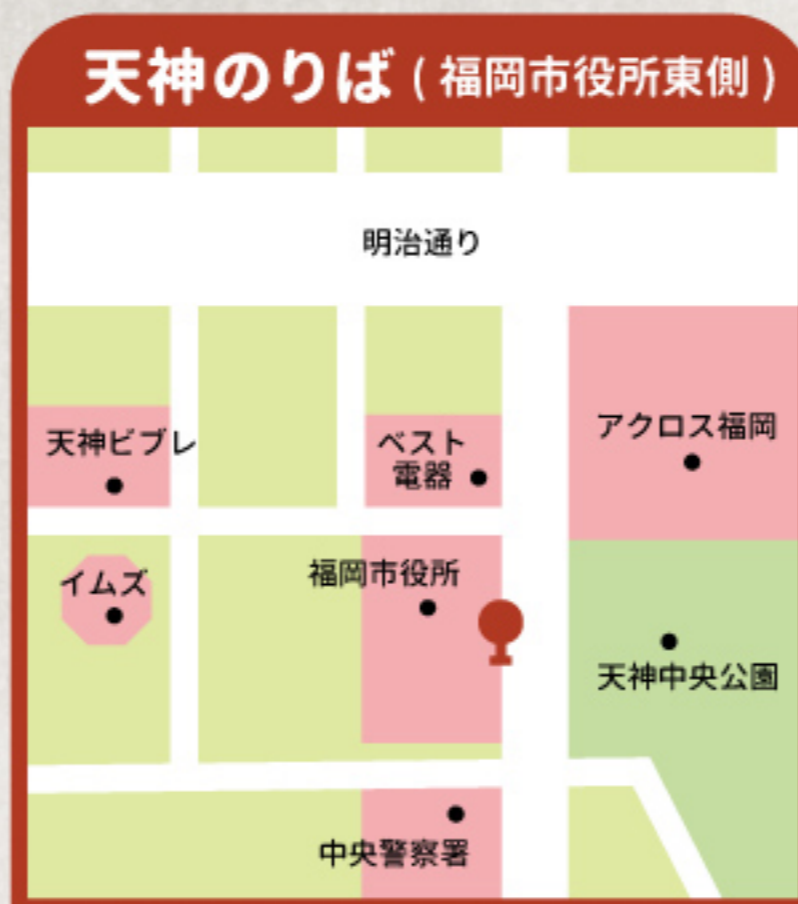 天神のりば ( 福岡市役所東側 )
明治通り
天神ビブレ
ベスト
電器
アクロス福岡
イムズ
福岡市役所
天神中央公園
中央警察署